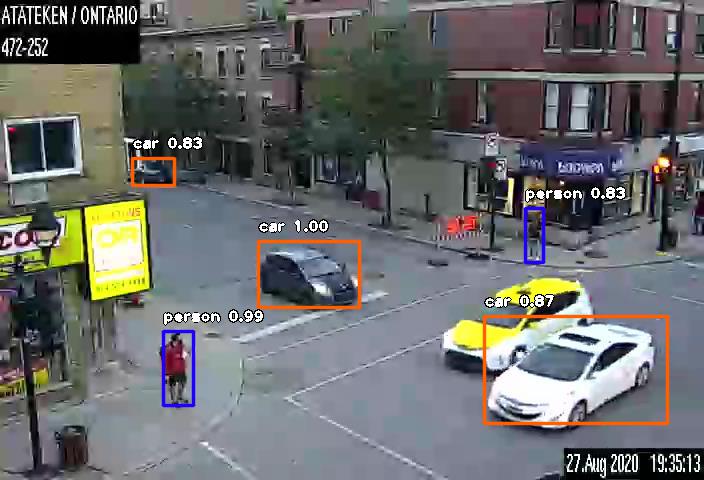 ATATEKEN / ONTARIO
472-252
car 0.83
person 0.83
car 1.00
car 0.87
person 0.99
OR
27.Aug 2020 19:35:13